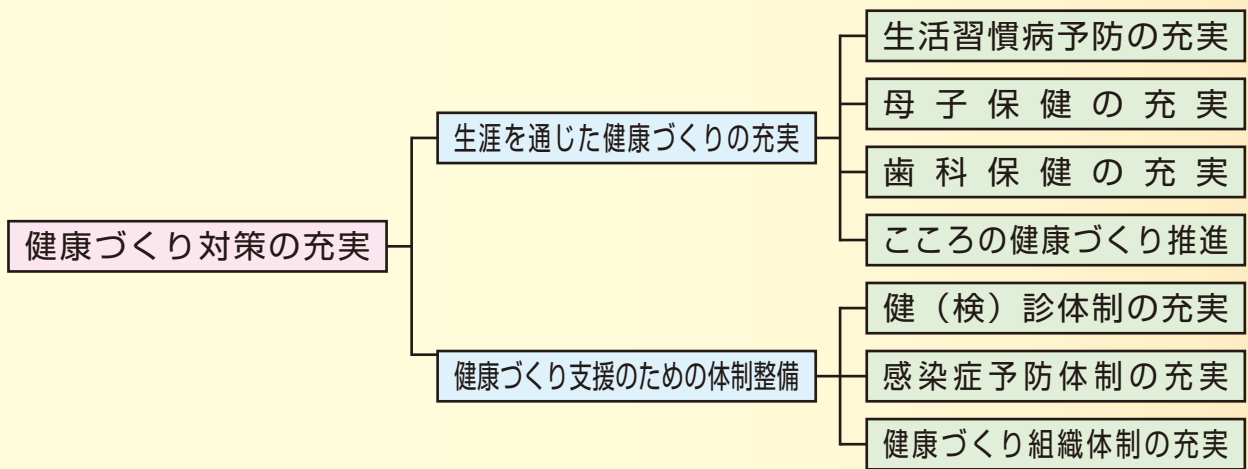 健康づくり対策の充実
生涯を通じた健康づくりの充実
生活習慣病予防の充実
母子保健の充実
歯科保健の充実
こころの健康づくり推進
健康づくり支援のための体制整備
健（検）診体制の充実
感染症予防体制の充実
健康づくり組織体制の充実